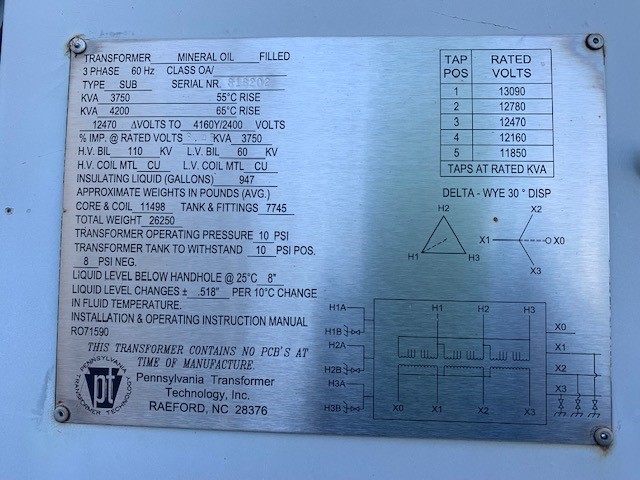 TRANSFORMER MINERAL OIL FILLED
3 PHASE 60 Hz CLASS OA/
TYPE SUB SERIAL NR.
KVA 3750 55°C RISE
KVA 4200 65°C RISE
12470 ΔVOLTS TO 4160Y/2400 VOLTS
% IMP. @ RATED VOLTS KVA 3750
H.V. BIL 110 KV L.V. BIL 60 KV
H.V. COIL MTL CU L.V. COIL MTL CU
INSULATING LIQUID (GALLONS) 947
APPROXIMATE WEIGHTS IN POUNDS (AVG.)
CORE & COIL 11498 TANK & FITTINGS 7745
TOTAL WEIGHT 26250
TRANSFORMER OPERATING PRESSURE 10 PSI
TRANSFORMER TANK TO WITHSTAND 10 PSI POS.
8 PSI NEG.
LIQUID LEVEL BELOW HANDHOLE @ 25°C 8"
LIQUID LEVEL CHANGES ± .518" PER 10°C CHANGE
IN FLUID TEMPERATURE.
INSTALLATION & OPERATING INSTRUCTION MANUAL
RO71590
THIS TRANSFORMER CONTAINS NO PCB'S AT
TIME OF MANUFACTURE.
PENNSYLVANIA
pt
TRANSFORMER TECHNOLOGY
Pennsylvania Transformer
Technology, Inc.
RAEFORD, NC 28376
TAP POS RATED VOLTS
1 13090
2 12780
3 12470
4 12160
5 11850
TAPS AT RATED KVA
DELTA - WYE 30 ° DISP
H2 X2
X1 X0
H1 H3 X3
H1A H1 H2 H3
H1B X0
H2A X1
H2B X2
H3A X3
H3B X0 X1 X2 X3